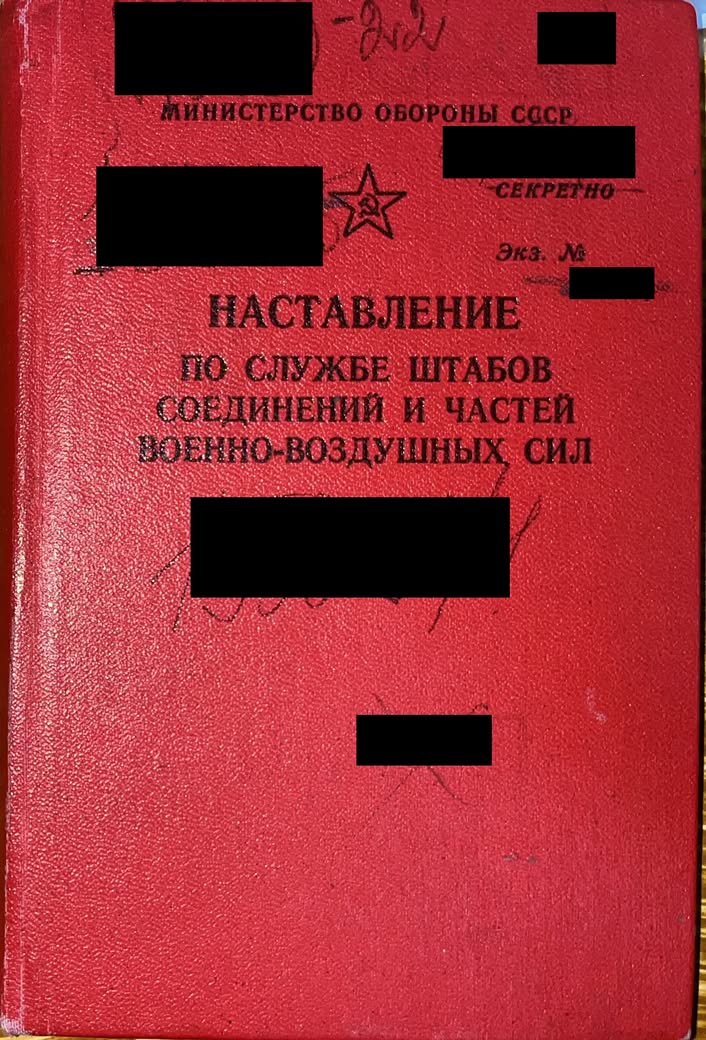 МИНИСТЕРСТВО ОБОРОНЫ СССР
СЕКРЕТНО
Экз. №
НАСТАВЛЕНИЕ
ПО СЛУЖБЕ ШТАБОВ
СОЕДИНЕНИЙ И ЧАСТЕЙ
ВОЕННО-ВОЗДУШНЫХ СИЛ